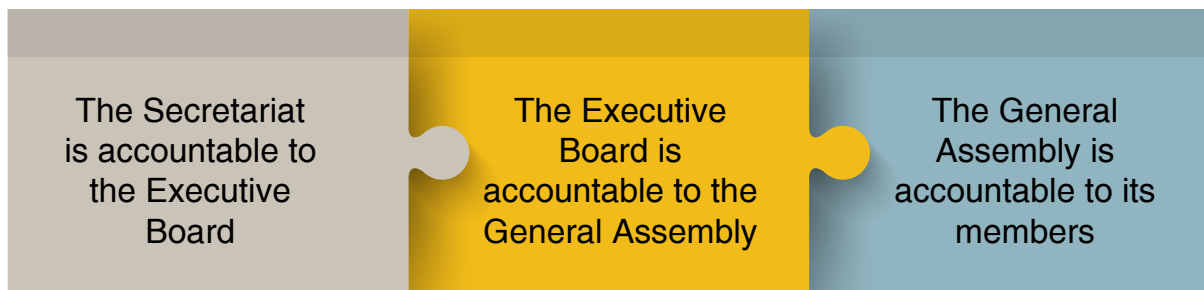 The Secretariat
is accountable to
the Executive
Board
The Executive
Board is
accountable to the
General Assembly
The General
Assembly is
accountable to its
members